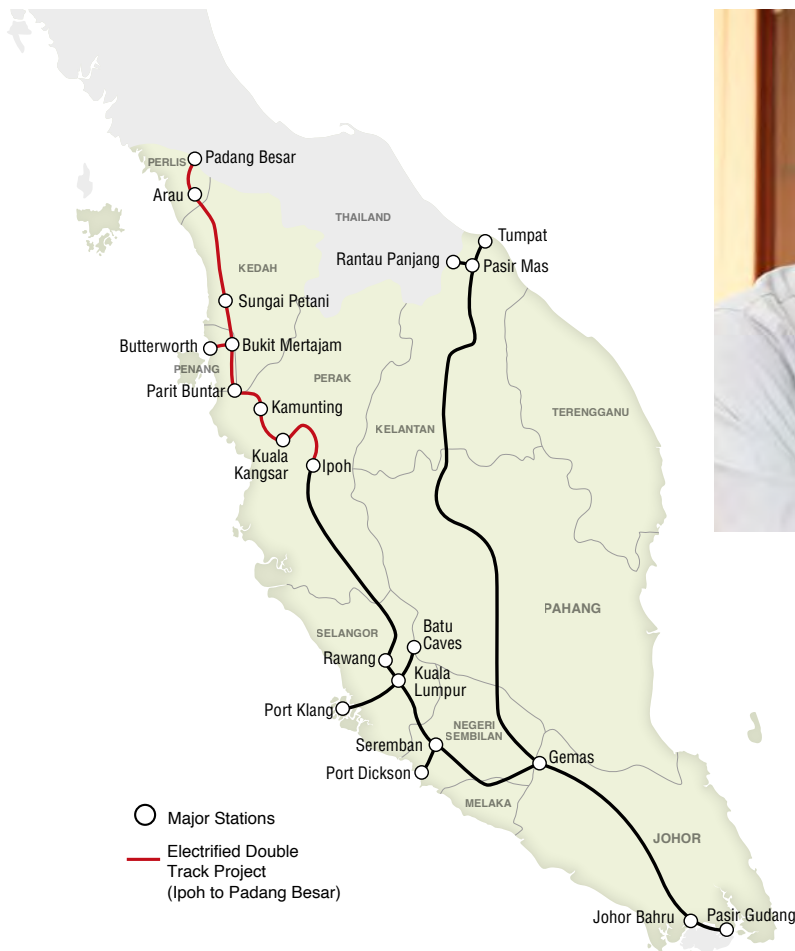 PERLIS
Padang Besar
Arau
THAILAND
Tumpat
Rantau Panjang
Pasir Mas
KEDAH
Sungai Petani
Butterworth
Bukit Mertajam
PENANG
PERAK
Parit Buntar
Kamunting
TERENGGANU
KELANTAN
Kuala
Kangsar
Ipoh
PAHANG
SELANGOR
Batu
Caves
Rawang
Kuala
Lumpur
Port Klang
NEGERI
SEMBILAN
Seremban
Gemas
Port Dickson
MELAKA
Major Stations
JOHOR
Electrified Double
Track Project
(Ipoh to Padang Besar)
Johor Bahru
Pasir Gudang